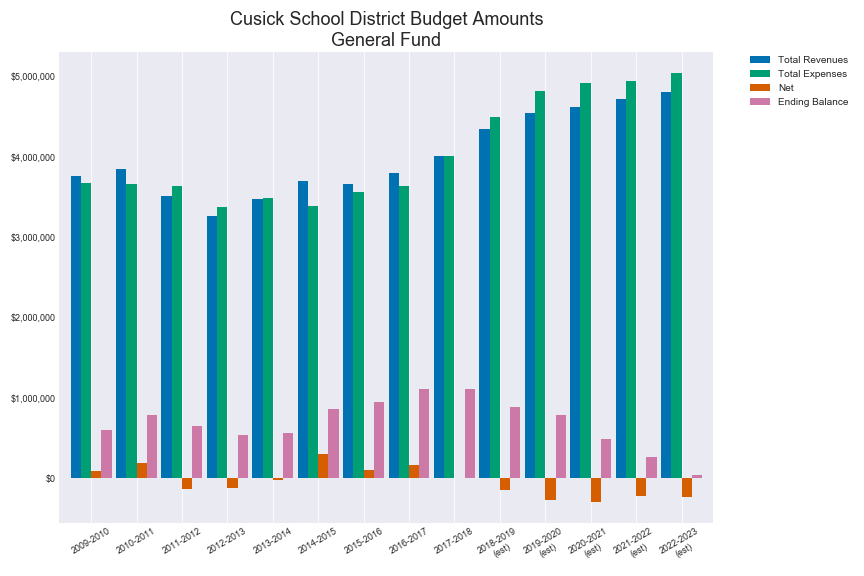 Cusick School District Budget Amounts
General Fund
Total Revenues
Total Expenses
Net
Ending Balance
$5,000,000
$4,000,000
$3,000,000
$2,000,000
$1,000,000
$0
2009-2010
2010-2011
2011-2012
2012-2013
2013-2014
2014-2015
2015-2016
2016-2017
2017-2018
2018-2019
(est)
2019-2020
(est)
2020-2021
(est)
2021-2022
(est)
2022-2023
(est)